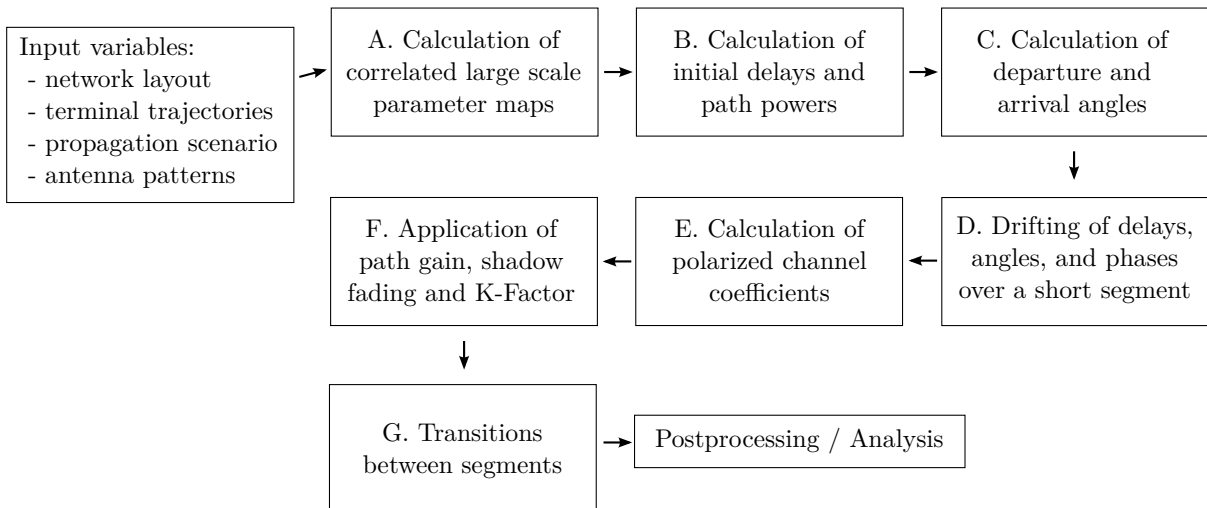 Input variables:
- network layout
- terminal trajectories
- propagation scenario
- antenna patterns
A. Calculation of
correlated large scale
parameter maps
B. Calculation of
initial delays and
path powers
C. Calculation of
departure and
arrival angles
D. Drifting of delays,
angles, and phases
over a short segment
E. Calculation of
polarized channel
coefficients
F. Application of
path gain, shadow
fading and K-Factor
G. Transitions
between segments
Postprocessing / Analysis